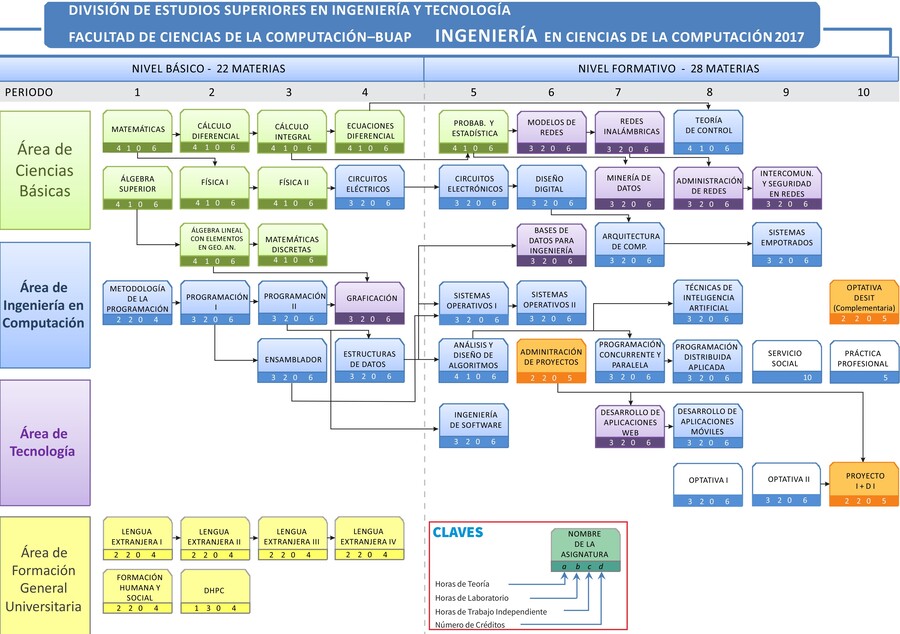 DIVISIÓN DE ESTUDIOS SUPERIORES EN INGENIERÍA Y TECNOLOGÍA
FACULTAD DE CIENCIAS DE LA COMPUTACIÓN–BUAP INGENIERÍA EN CIENCIAS DE LA COMPUTACIÓN 2017
NIVEL BÁSICO - 22 MATERIAS
NIVEL FORMATIVO - 28 MATERIAS
PERIODO 1 2 3 4 5 6 7 8 9 10
Área de
Ciencias
Básicas
MATEMÁTICAS
4 1 0 6
CÁLCULO
DIFERENCIAL
4 1 0 6
CÁLCULO
INTEGRAL
4 1 0 6
ECUACIONES
DIFERENCIAL
4 1 0 6
PROBAB. Y
ESTADÍSTICA
4 1 0 6
MODELOS DE
REDES
3 2 0 6
REDES
INALÁMBRICAS
3 2 0 6
TEORÍA
DE CONTROL
4 1 0 6
ÁLGEBRA
SUPERIOR
4 1 0 6
FÍSICA I
4 1 0 6
FÍSICA II
4 1 0 6
CIRCUITOS
ELÉCTRICOS
3 2 0 6
CIRCUITOS
ELECTRÓNICOS
3 2 0 6
DISEÑO
DIGITAL
3 2 0 6
MINERÍA DE
DATOS
3 2 0 6
ADMINISTRACIÓN
DE REDES
3 2 0 6
INTERCOMUN.
Y SEGURIDAD
EN REDES
3 2 0 6
ÁLGEBRA LINEAL
CON ELEMENTOS
EN GEO. AN.
4 1 0 6
MATEMÁTICAS
DISCRETAS
4 1 0 6
BASES DE
DATOS PARA
INGENIERÍA
3 2 0 6
ARQUITECTURA
DE COMP.
3 2 0 6
SISTEMAS
EMPOTRADOS
3 2 0 6
Área de
Ingeniería en
Computación
METODOLOGÍA
DE LA
PROGRAMACIÓN
2 2 0 4
PROGRAMACIÓN
I
3 2 0 6
PROGRAMACIÓN
II
3 2 0 6
GRAFICACIÓN
3 2 0 6
SISTEMAS
OPERATIVOS I
3 2 0 6
SISTEMAS
OPERATIVOS II
3 2 0 6
TÉCNICAS DE
INTELIGENCIA
ARTIFICIAL
3 2 0 6
OPTATIVA
DESIT
(Complementaria)
2 2 0 5
ENSAMBLADOR
3 2 0 6
ESTRUCTURAS
DE DATOS
3 2 0 6
ANÁLISIS Y
DISEÑO DE
ALGORITMOS
4 1 0 6
ADMINITRACIÓN
DE PROYECTOS
2 2 0 5
PROGRAMACIÓN
CONCURRENTE Y
PARALELA
3 2 0 6
PROGRAMACIÓN
DISTRIBUIDA
APLICADA
3 2 0 6
SERVICIO
SOCIAL
10
PRÁCTICA
PROFESIONAL
5
Área de
Tecnología
INGENIERÍA
DE SOFTWARE
3 2 0 6
DESARROLLO DE
APLICACIONES
WEB
3 2 0 6
DESARROLLO DE
APLICACIONES
MÓVILES
3 2 0 6
OPTATIVA I
3 2 0 6
OPTATIVA II
3 2 0 6
PROYECTO
I + D I
2 2 0 5
Área de
Formación
General
Universitaria
LENGUA
EXTRANJERA I
2 2 0 4
LENGUA
EXTRANJERA II
2 2 0 4
LENGUA
EXTRANJERA III
2 2 0 4
LENGUA
EXTRANJERA IV
2 2 0 4
FORMACIÓN
HUMANA Y
SOCIAL
2 2 0 4
DHPC
1 3 0 4
CLAVES
NOMBRE
DE LA
ASIGNATURA
a b c d
Horas de Teoría
Horas de Laboratorio
Horas de Trabajo Independiente
Número de Créditos